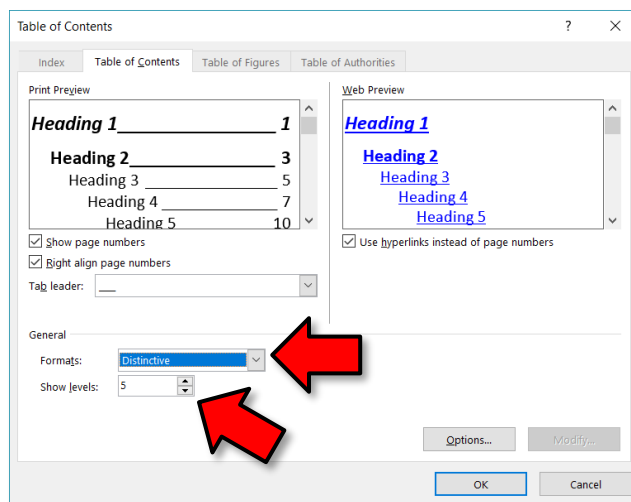 Table of Contents ?
Index Table of Contents Table of Figures Table of Authorities
Print Preview
Heading 1 1
Heading 2 3
Heading 3 5
Heading 4 7
Heading 5 10
Web Preview
Heading 1
Heading 2
Heading 3
Heading 4
Heading 5
Show page numbers
Right align page numbers
Use hyperlinks instead of page numbers
Tab leader: ___
General
Formats: Distinctive
Show levels: 5
Options... Modify...
OK Cancel